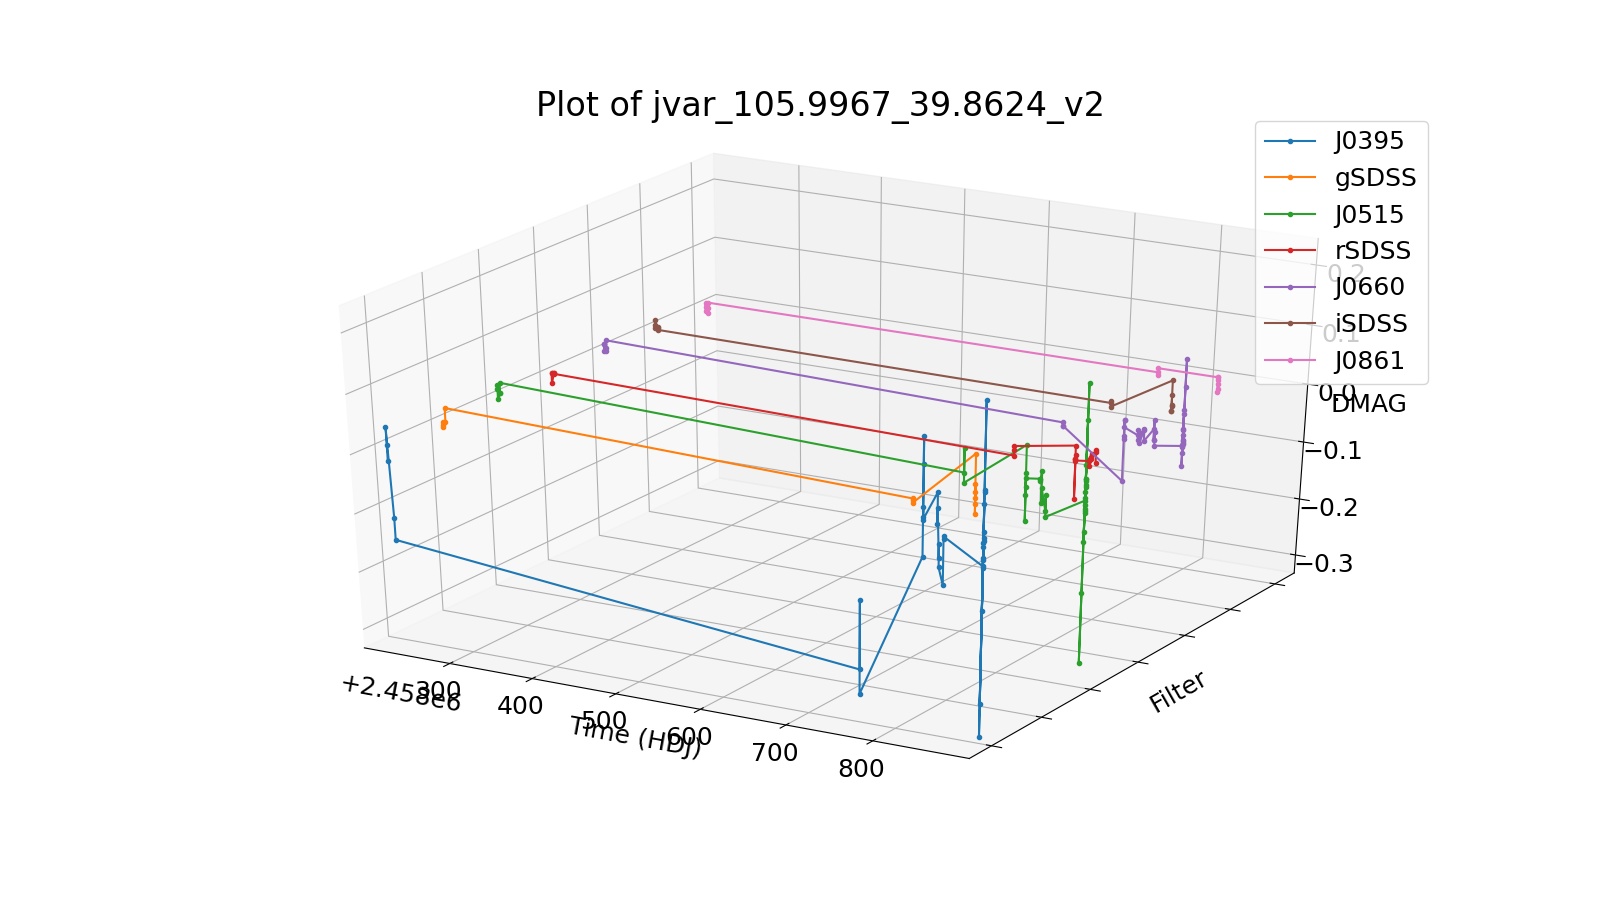 Plot of jvar_105.9967_39.8624_v2
J0395
gSDSS
J0515
rSDSS
J0660
iSDSS
J0861
0.2
0.1
0.0
DMAG
−0.1
−0.2
−0.3
Filter
+2.458e6
300
400
500
600
700
800
Time (HDJ)